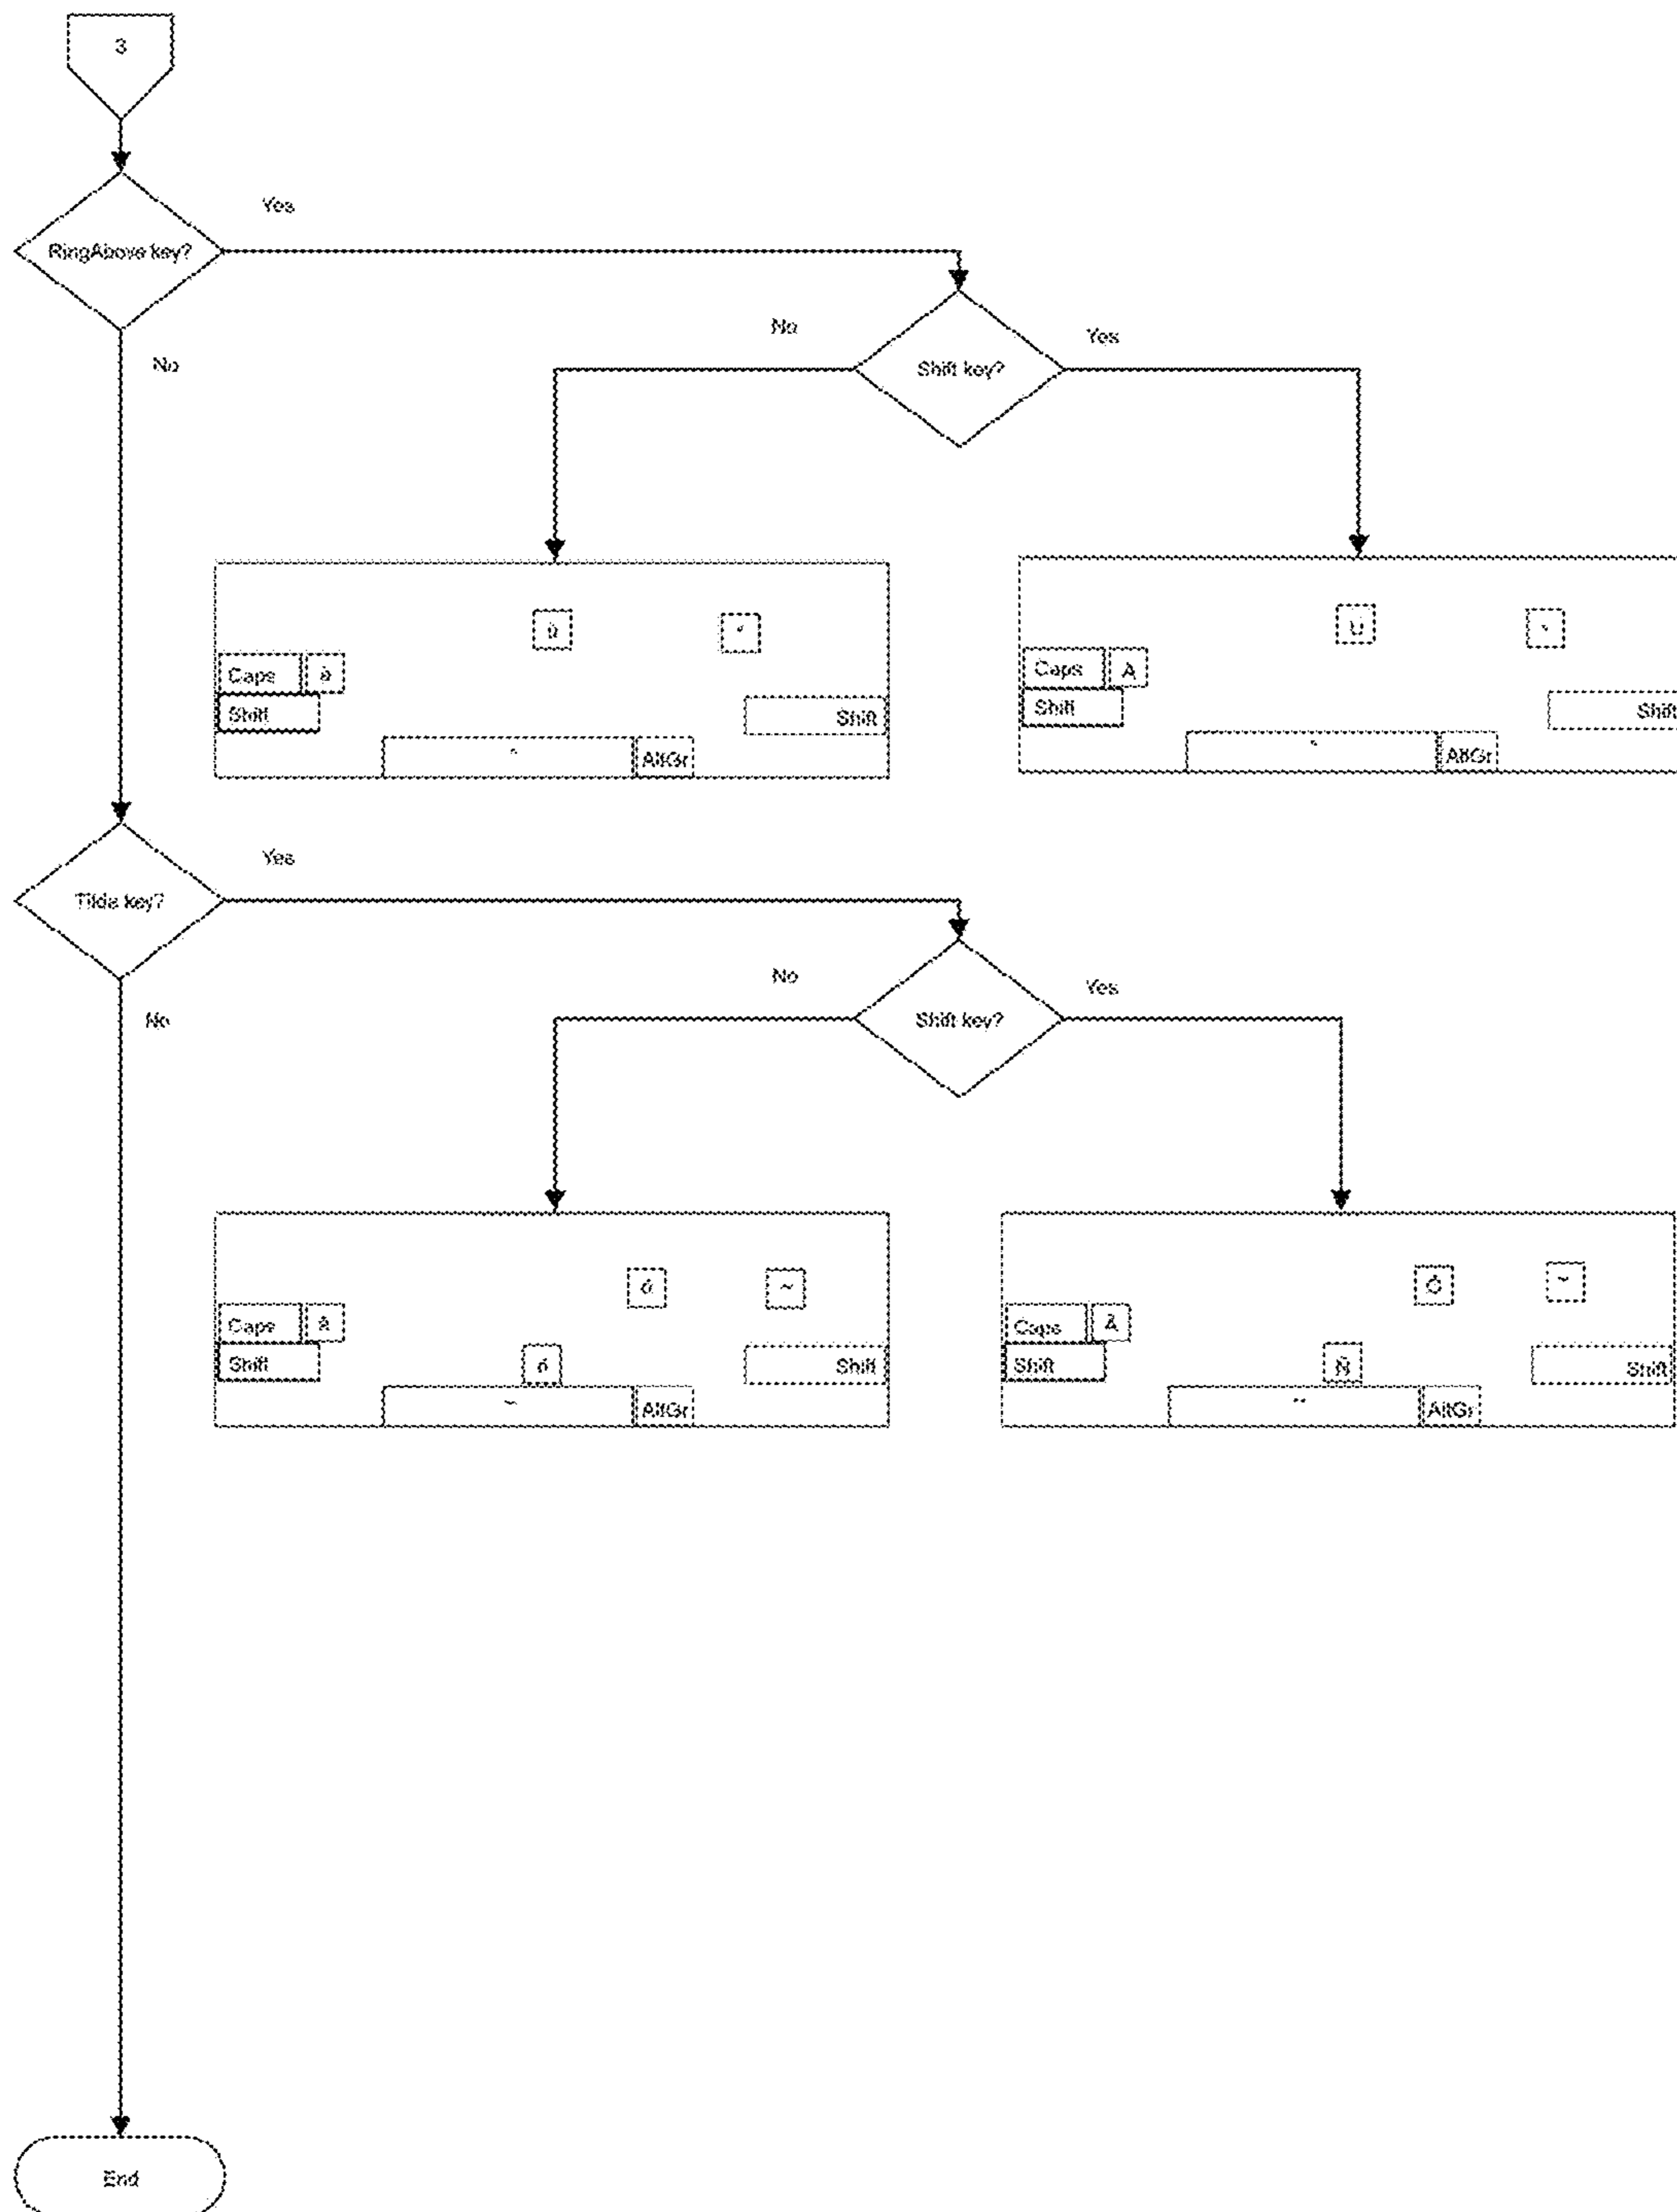 3
Yes
RingAbove key?
No
Yes
No
Shift key?
Caps
Shift
Shift
AltGr
Caps
Shift
Shift
AltGr
Yes
Tilda key?
No
Yes
No
Shift key?
~
Caps
Shift
Shift
~
AltGr
~
Caps Ã
Shift Ñ Shift
AltGr
End